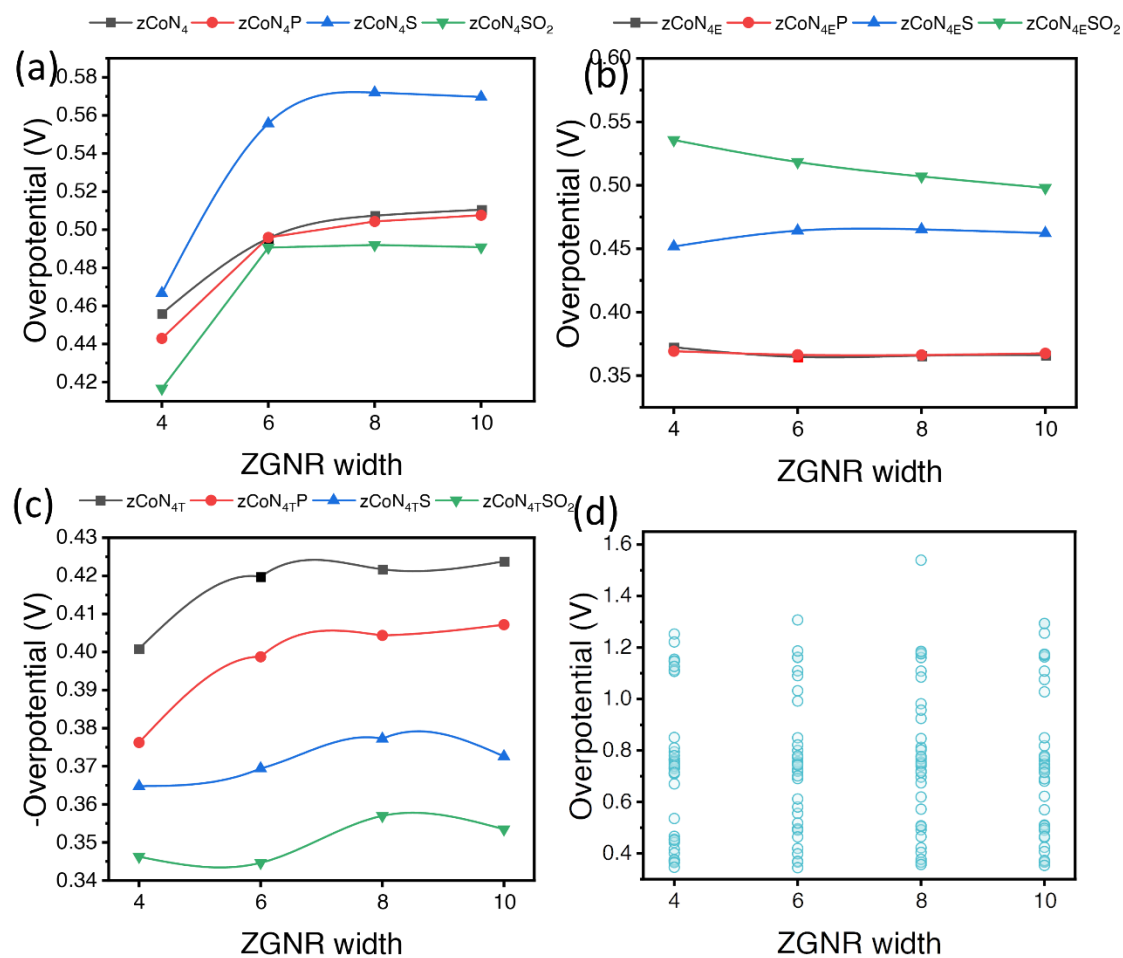 zCoN₄ zCoN₄P zCoN₄S zCoN₄SO₂
(a)
0.58
0.56
0.54
0.52
0.50
0.48
0.46
0.44
0.42
Overpotential (V)
4 6 8 10
ZGNR width
zCoN₄E zCoN₄EP zCoN₄ES zCoN₄ESO₂
(b)
0.60
0.55
0.50
0.45
0.40
0.35
Overpotential (V)
4 6 8 10
ZGNR width
zCoN₄T zCoN₄TP zCoN₄TS zCoN₄TSO₂
(c)
0.43
0.42
0.41
0.40
0.39
0.38
0.37
0.36
0.35
0.34
-Overpotential (V)
4 6 8 10
ZGNR width
(d)
1.6
1.4
1.2
1.0
0.8
0.6
0.4
Overpotential (V)
4 6 8 10
ZGNR width